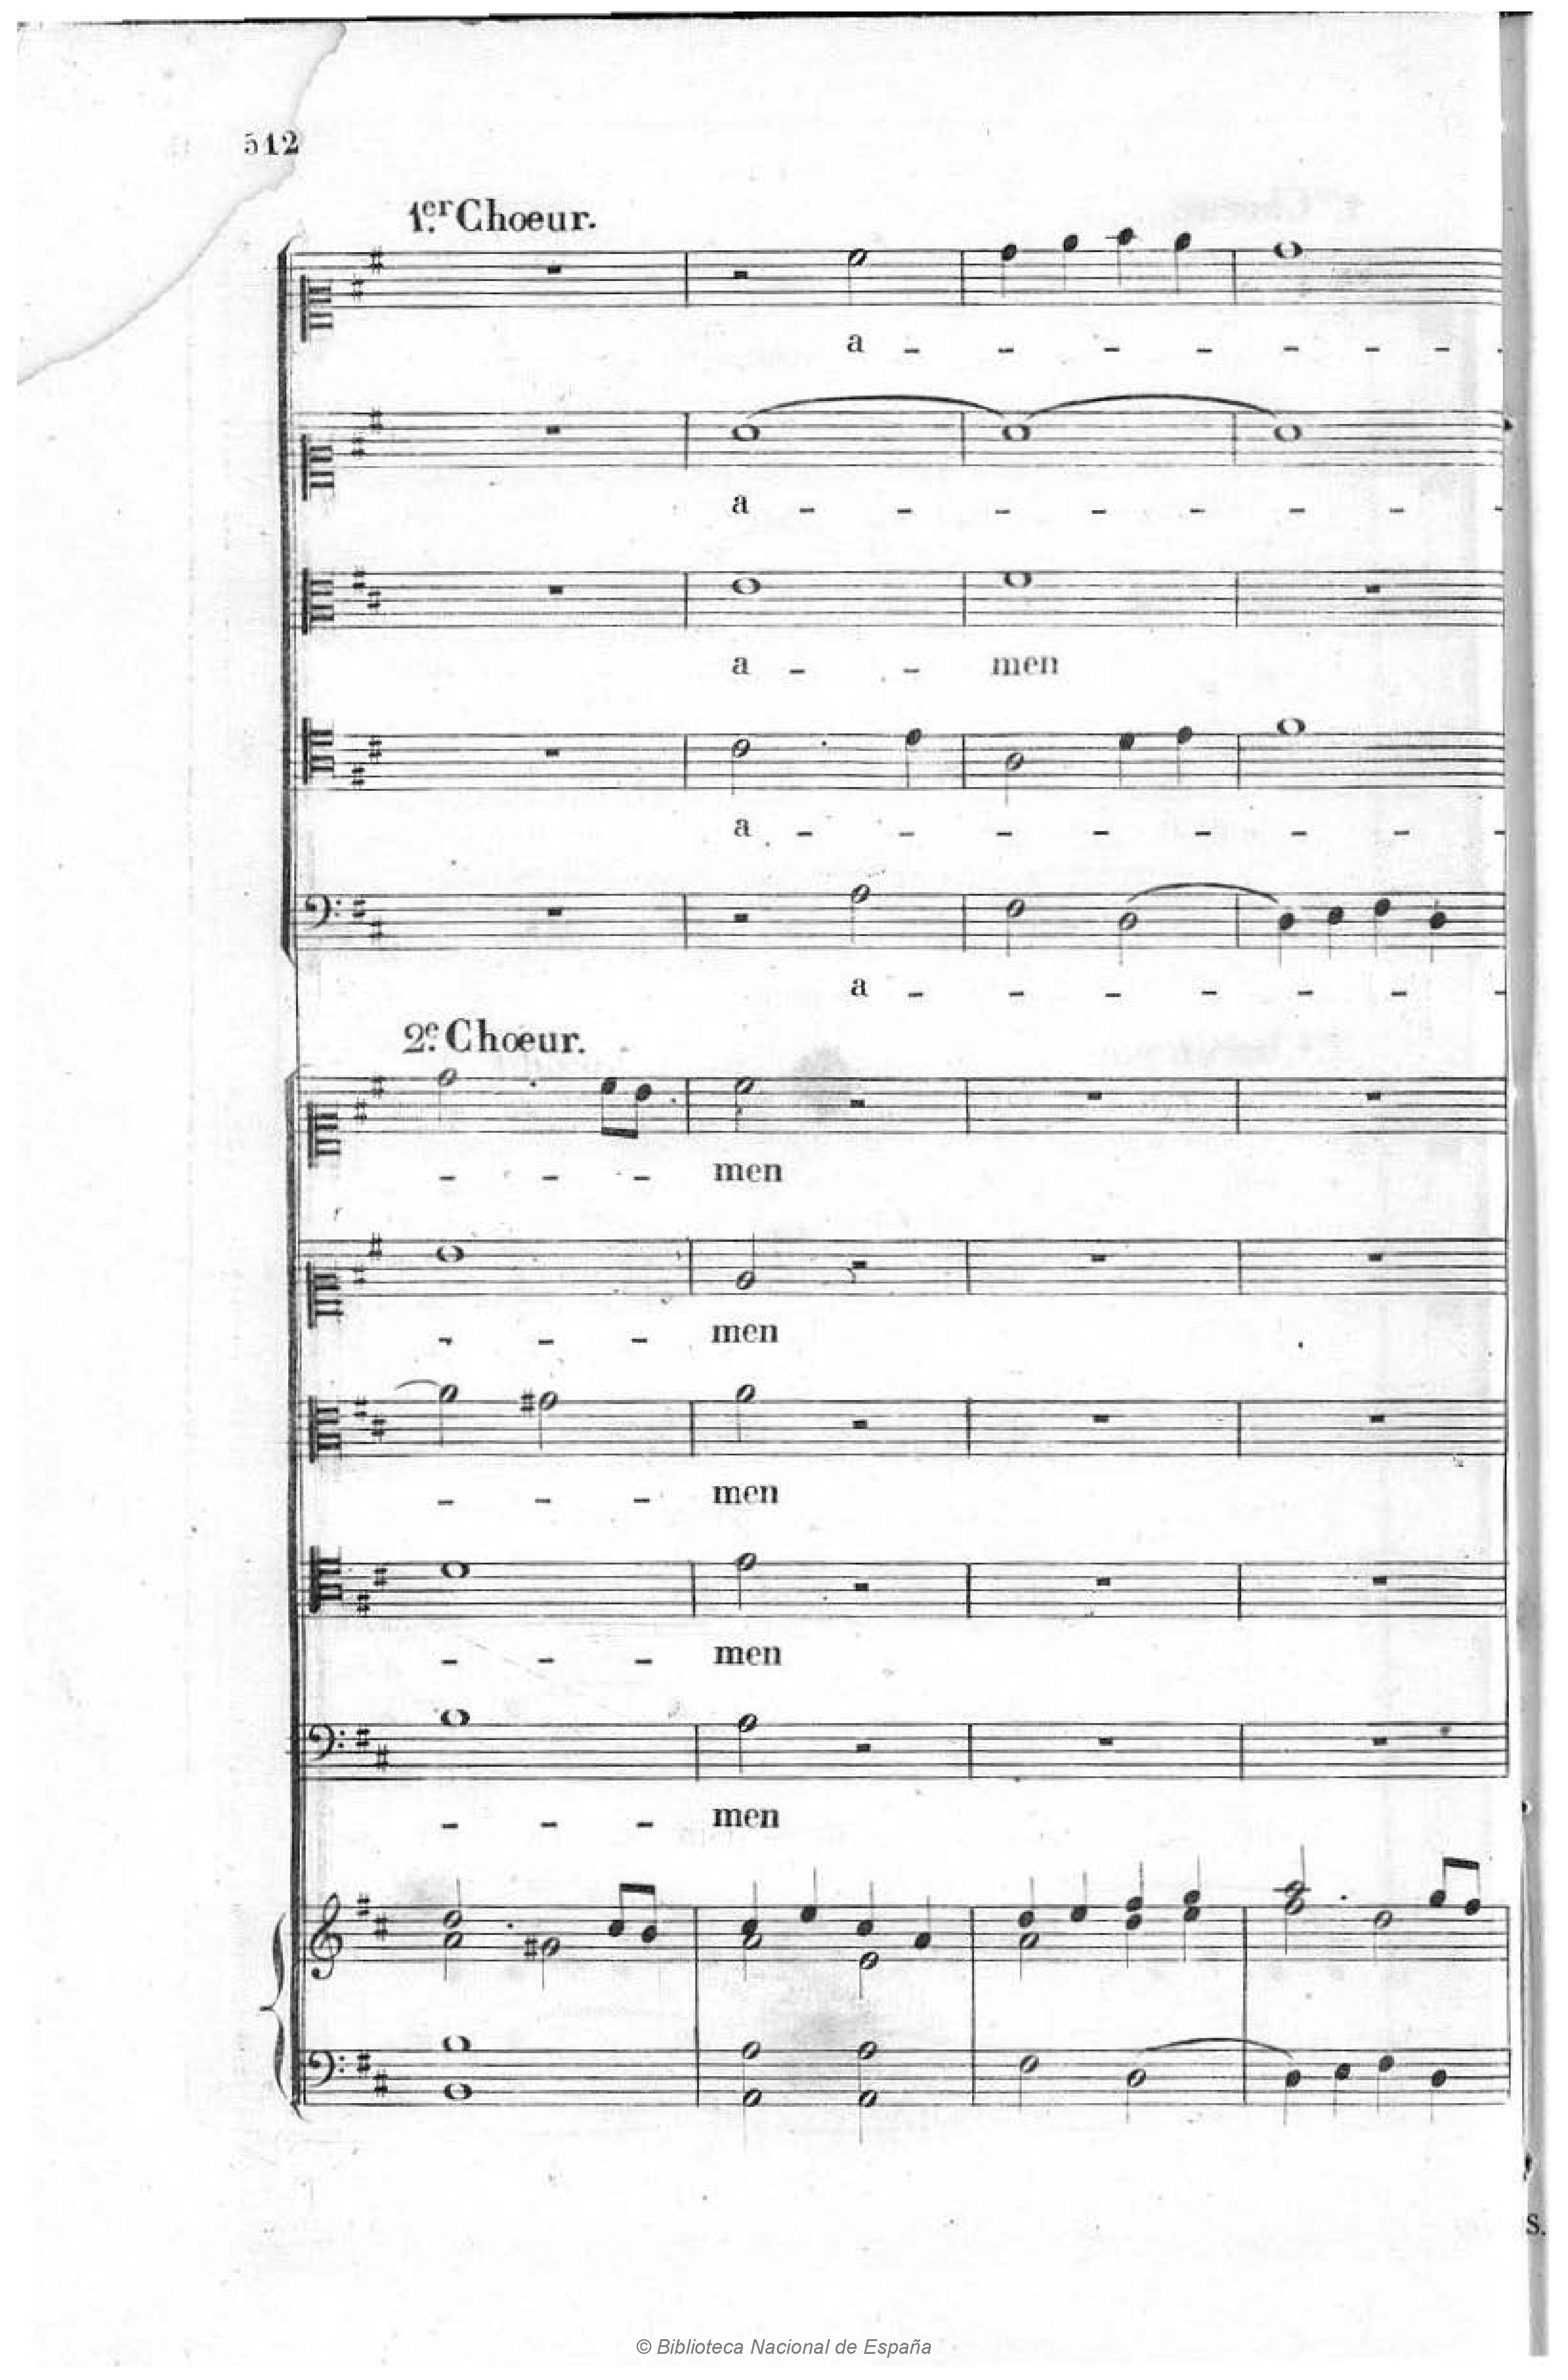 512
1.er Choeur.
a - - - - - - -
a - - - - - - - -
a - - men
a - - - - - - - -
a - - - - - - -
2.e Choeur.
- - - men
- - - men
- - - men
- - - men
- - - men
S.
© Biblioteca Nacional de España